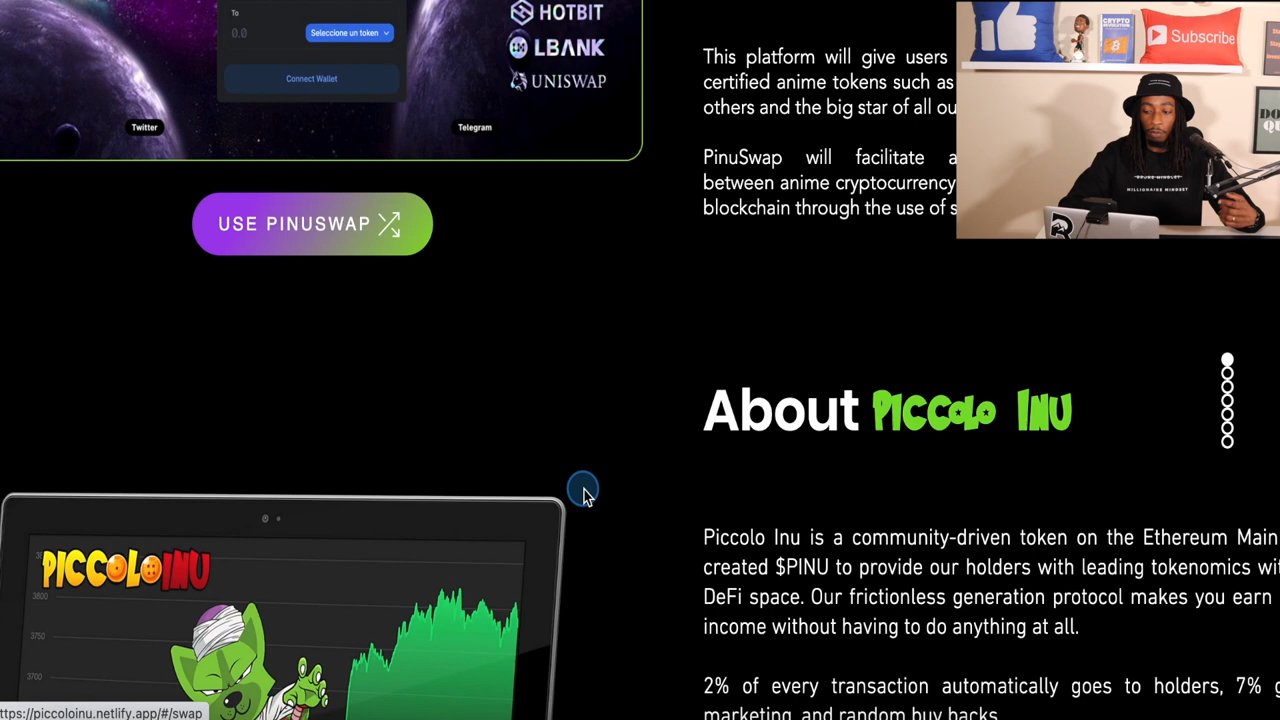 To
0.0
Seleccione un token
Connect Wallet
HOTBIT
LBANK
UNISWAP
Twitter
Telegram
USE PINUSWAP
This platform will give users
certified anime tokens such as
others and the big star of all ou
PinuSwap will facilitate a
between anime cryptocurrency
blockchain through the use of s
Subscribe
CRYPTO
MILLIONAIRE MINDSET
About PICCOLO INU
Piccolo Inu is a community-driven token on the Ethereum Main
created $PINU to provide our holders with leading tokenomics wi
DeFi space. Our frictionless generation protocol makes you earn
income without having to do anything at all.
2% of every transaction automatically goes to holders, 7% g
marketing, and random buy backs.
PICCOLO INU
3800
3750
3700
ttps://piccoloinu.netlify.app/#/swap